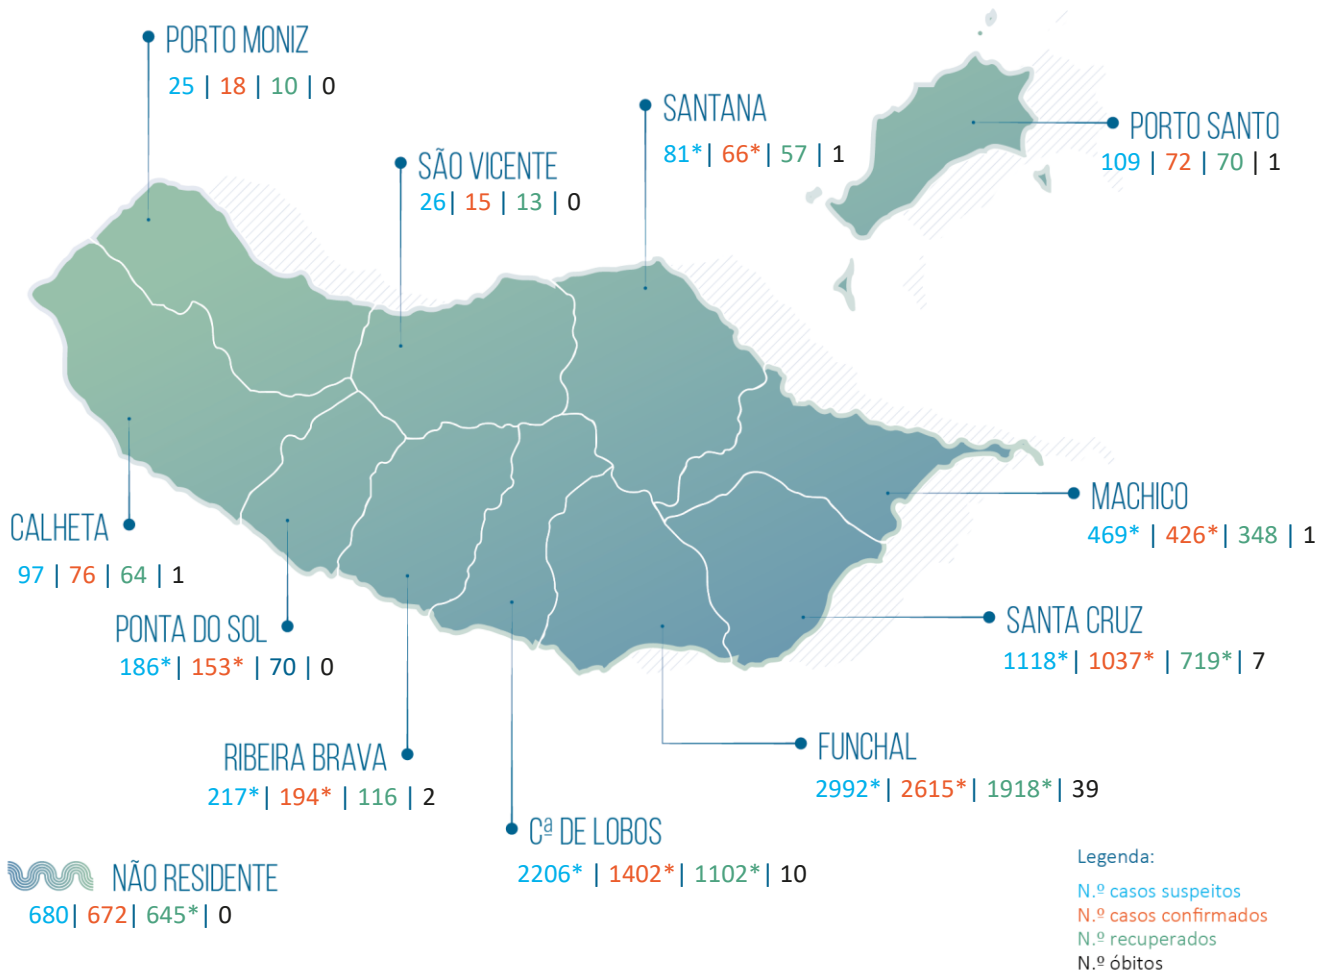 PORTO MONIZ
25 | 18 | 10 | 0
SANTANA
81*| 66*| 57 | 1
PORTO SANTO
109 | 72 | 70 | 1
SÃO VICENTE
26| 15 | 13 | 0
MACHICO
469* | 426*| 348 | 1
CALHETA
97 | 76 | 64 | 1
PONTA DO SOL
186*| 153* | 70 | 0
SANTA CRUZ
1118*| 1037* | 719*| 7
RIBEIRA BRAVA
217*| 194* | 116 | 2
FUNCHAL
2992*| 2615*| 1918*| 39
Cª DE LOBOS
2206* | 1402*| 1102*| 10
NÃO RESIDENTE
680| 672| 645*| 0
Legenda:
N.º casos suspeitos
N.º casos confirmados
N.º recuperados
N.º óbitos